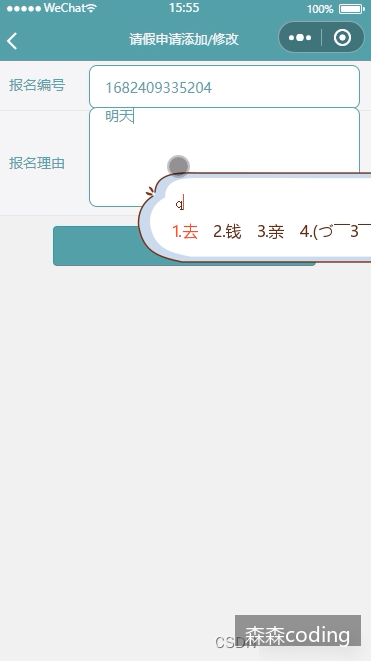 ●●●●● WeChat 15:55 100%
请假申请添加/修改
报名编号 1682409335204
明天
报名理由
q
1.去 2.钱 3.亲 4.(づ￣3￣
CSDN
森森coding